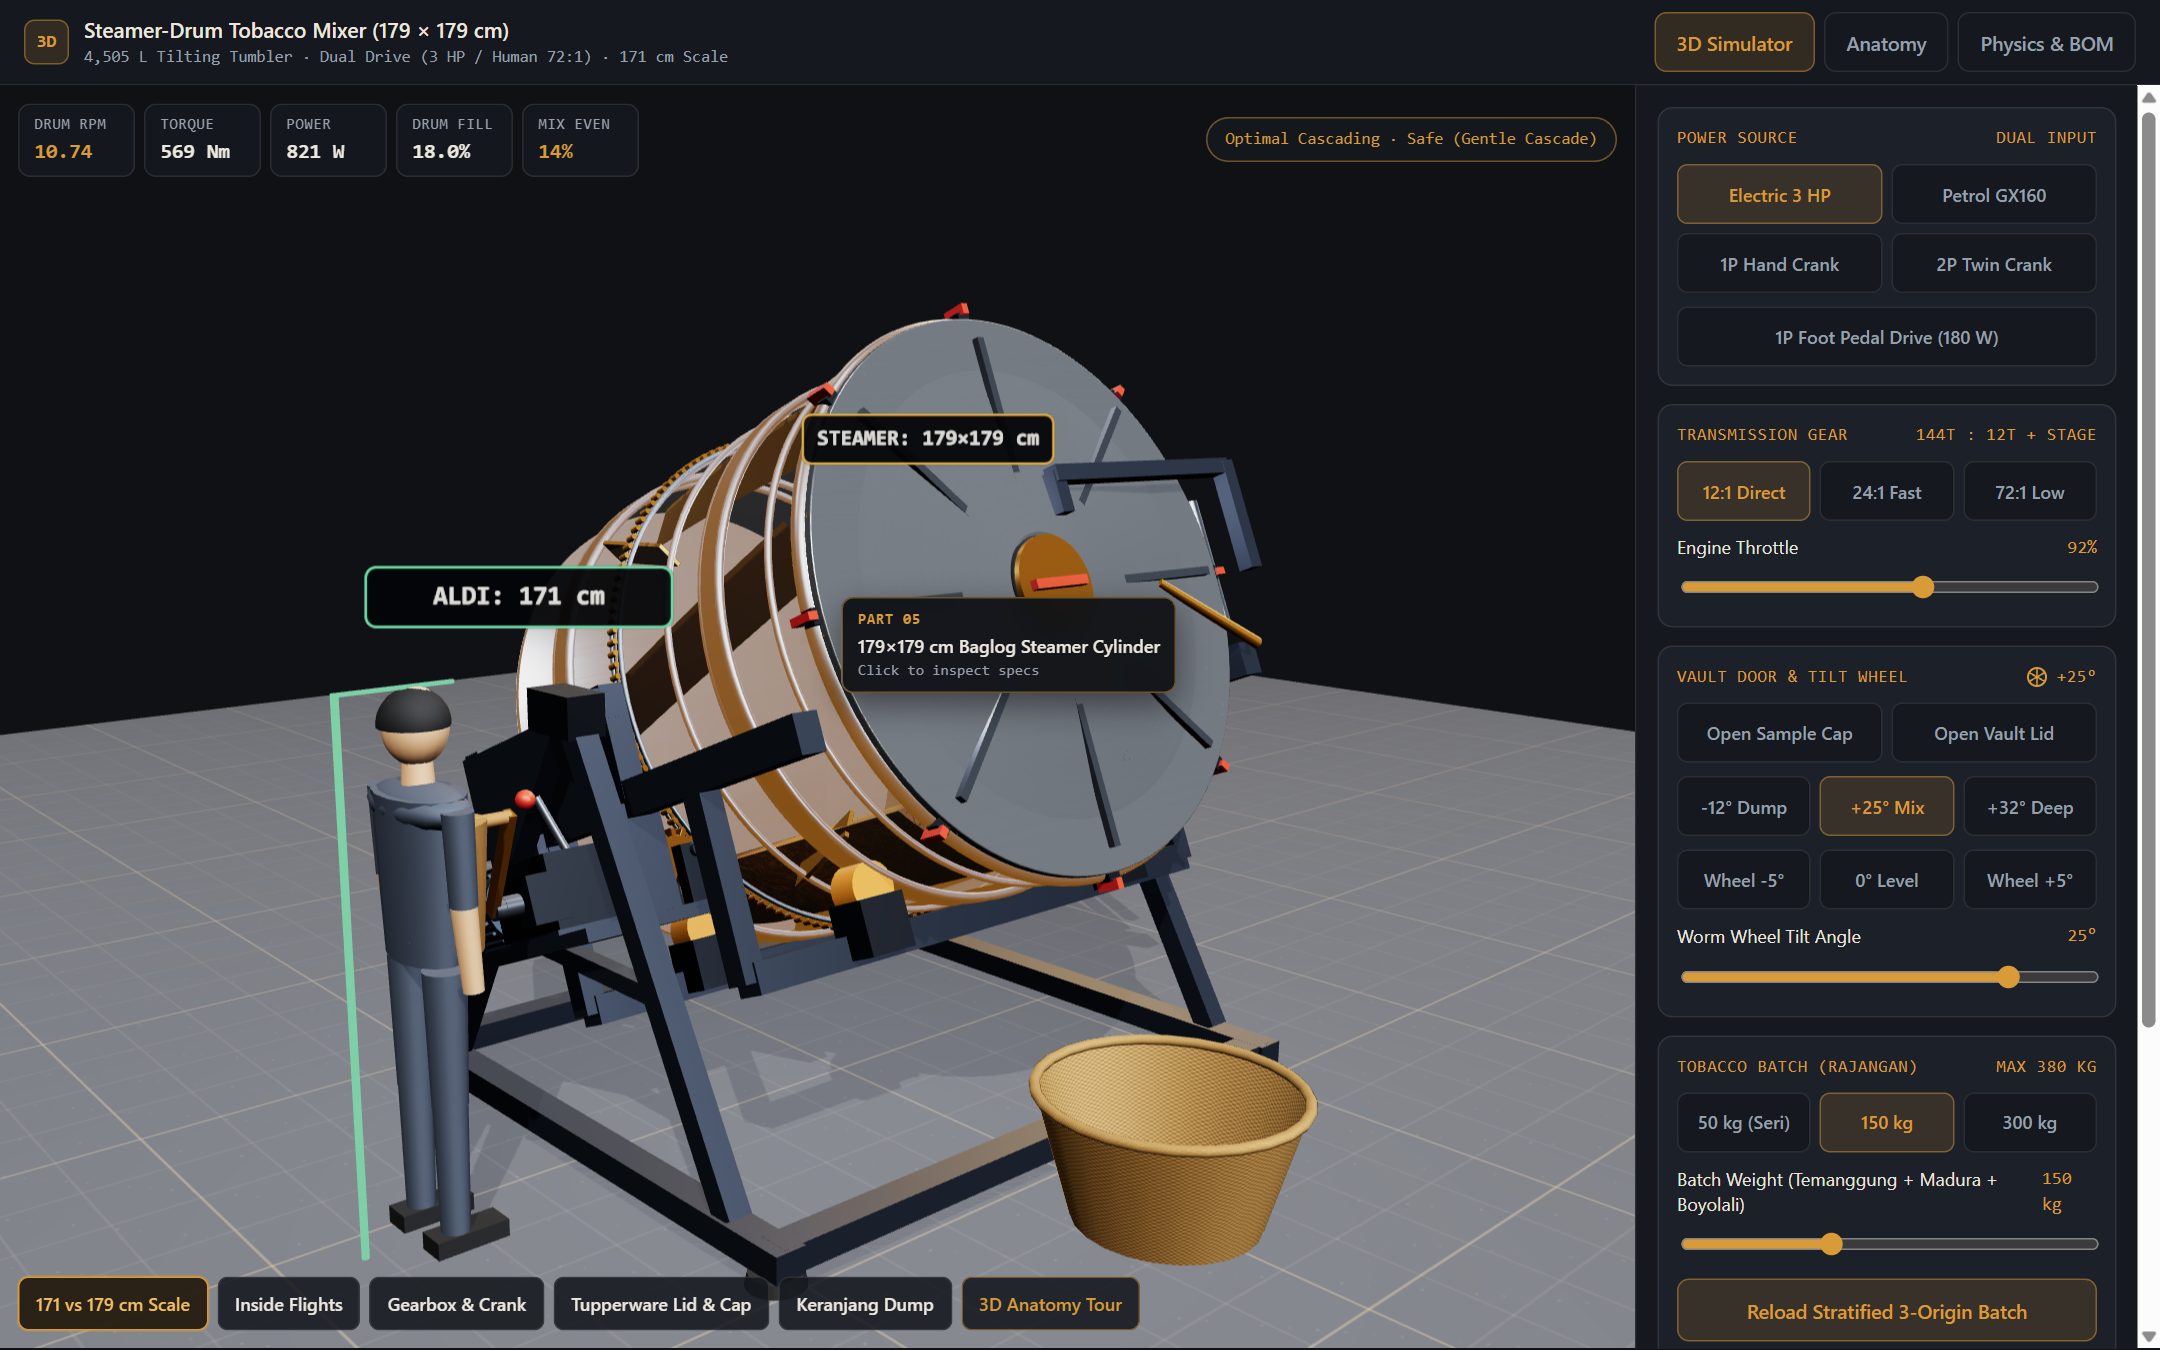 3D
Steamer-Drum Tobacco Mixer (179 × 179 cm)
4,505 L Tilting Tumbler · Dual Drive (3 HP / Human 72:1) · 171 cm Scale
3D Simulator
Anatomy
Physics & BOM
DRUM RPM
10.74
TORQUE
569 Nm
POWER
821 W
DRUM FILL
18.0%
MIX EVEN
14%
Optimal Cascading · Safe (Gentle Cascade)
STEAMER: 179×179 cm
ALDI: 171 cm
PART 05
179×179 cm Baglog Steamer Cylinder
Click to inspect specs
171 vs 179 cm Scale
Inside Flights
Gearbox & Crank
Tupperware Lid & Cap
Keranjang Dump
3D Anatomy Tour
POWER SOURCE
DUAL INPUT
Electric 3 HP
Petrol GX160
1P Hand Crank
2P Twin Crank
1P Foot Pedal Drive (180 W)
TRANSMISSION GEAR
144T : 12T + STAGE
12:1 Direct
24:1 Fast
72:1 Low
Engine Throttle
92%
VAULT DOOR & TILT WHEEL
+25°
Open Sample Cap
Open Vault Lid
-12° Dump
+25° Mix
+32° Deep
Wheel -5°
0° Level
Wheel +5°
Worm Wheel Tilt Angle
25°
TOBACCO BATCH (RAJANGAN)
MAX 380 KG
50 kg (Seri)
150 kg
300 kg
Batch Weight (Temanggung + Madura +
Boyolali)
150
kg
Reload Stratified 3-Origin Batch